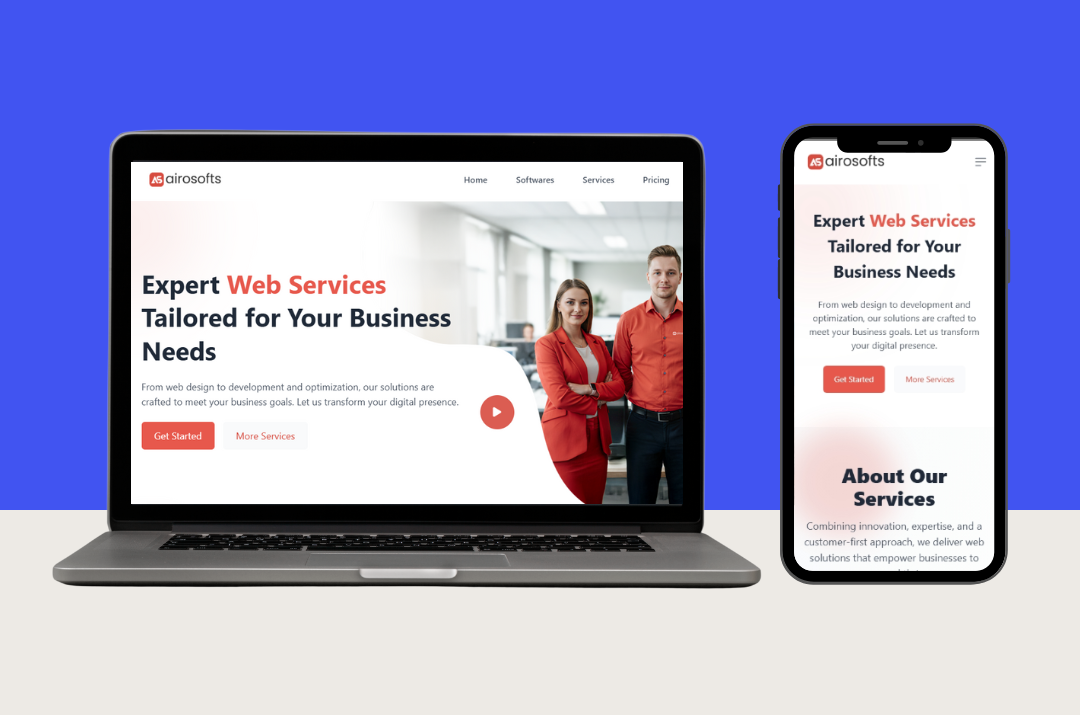 airosofts
Home Softwares Services Pricing
Expert Web Services
Tailored for Your Business
Needs
From web design to development and optimization, our solutions are
crafted to meet your business goals. Let us transform your digital presence.
Get Started More Services
airosofts
Expert Web Services
Tailored for Your
Business Needs
From web design to development and
optimization, our solutions are crafted to
meet your business goals. Let us transform
your digital presence.
Get Started More Services
About Our
Services
Combining innovation, expertise, and a
customer-first approach, we deliver web
solutions that empower businesses to